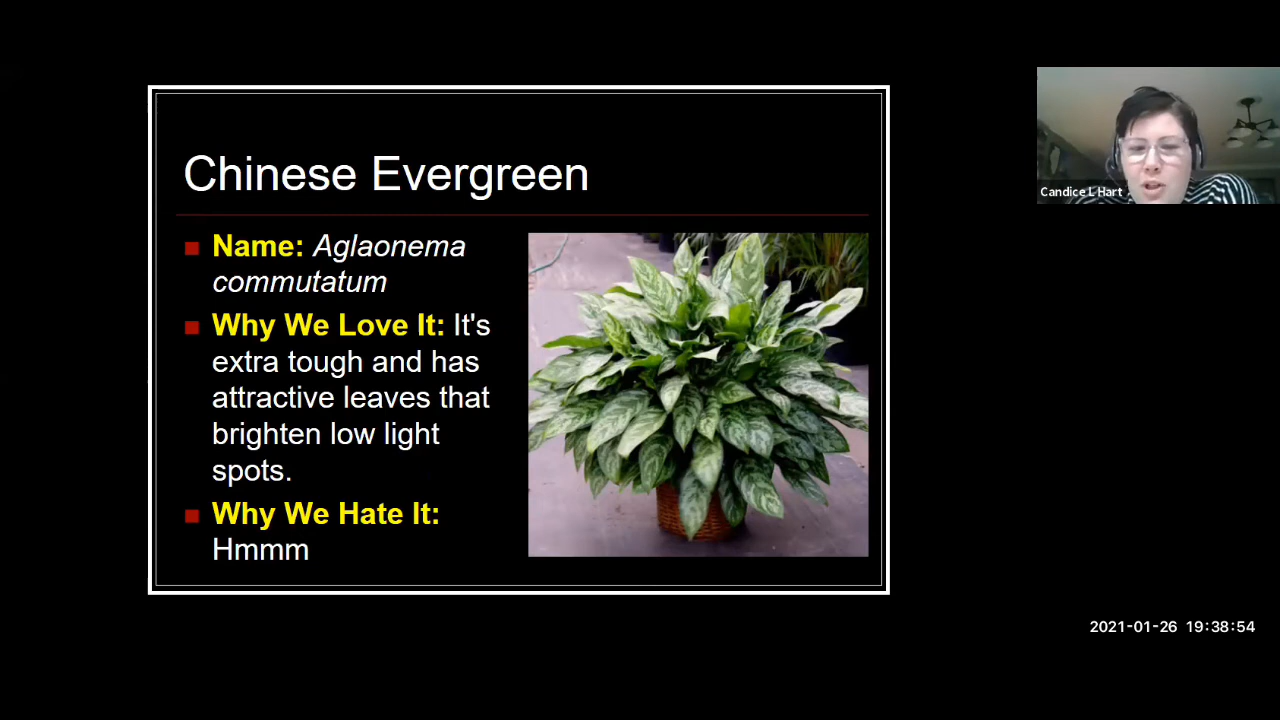 Chinese Evergreen
Name: Aglaonema
commutatum
Why We Love It: It's
extra tough and has
attractive leaves that
brighten low light
spots.
Why We Hate It:
Hmmm
Candice L Hart
2021-01-26 19:38:54